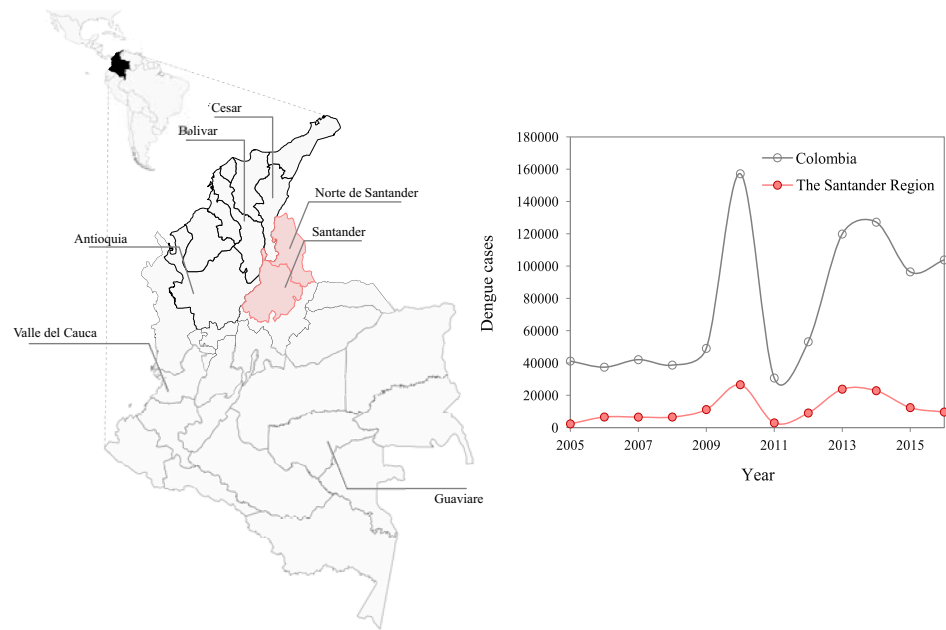 Cesar
Bolivar
Norte de Santander
Santander
Antioquia
Valle del Cauca
Guaviare
180000
160000
140000
120000
100000
80000
60000
40000
20000
0
Dengue cases
Colombia
The Santander Region
2005 2007 2009 2011 2013 2015
Year